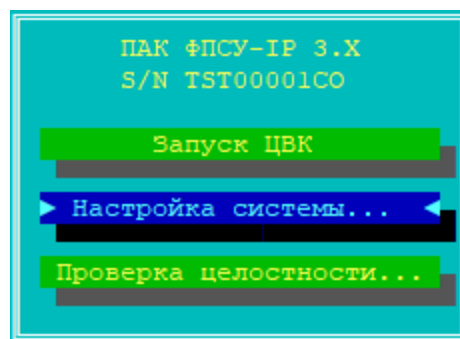 ПАК ФПСУ-IP 3.X
S/N TST00001CO
Запуск ЦВК
Настройка системы...
Проверка целостности...